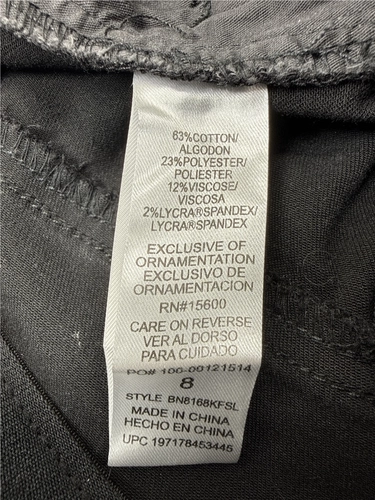 63%COTTON/
ALGODON
23%POLYESTER/
POLIESTER
12%VISCOSE/
VISCOSA
2%LYCRA®SPANDEX/
LYCRA®SPANDEX
EXCLUSIVE OF
ORNAMENTATION
EXCLUSIVO DE
ORNAMENTACION
RN#15600
CARE ON REVERSE
VER AL DORSO
PARA CUIDADO
PO# 100-00121514
8
STYLE BN8168KFSL
MADE IN CHINA
HECHO EN CHINA
UPC 197178453445